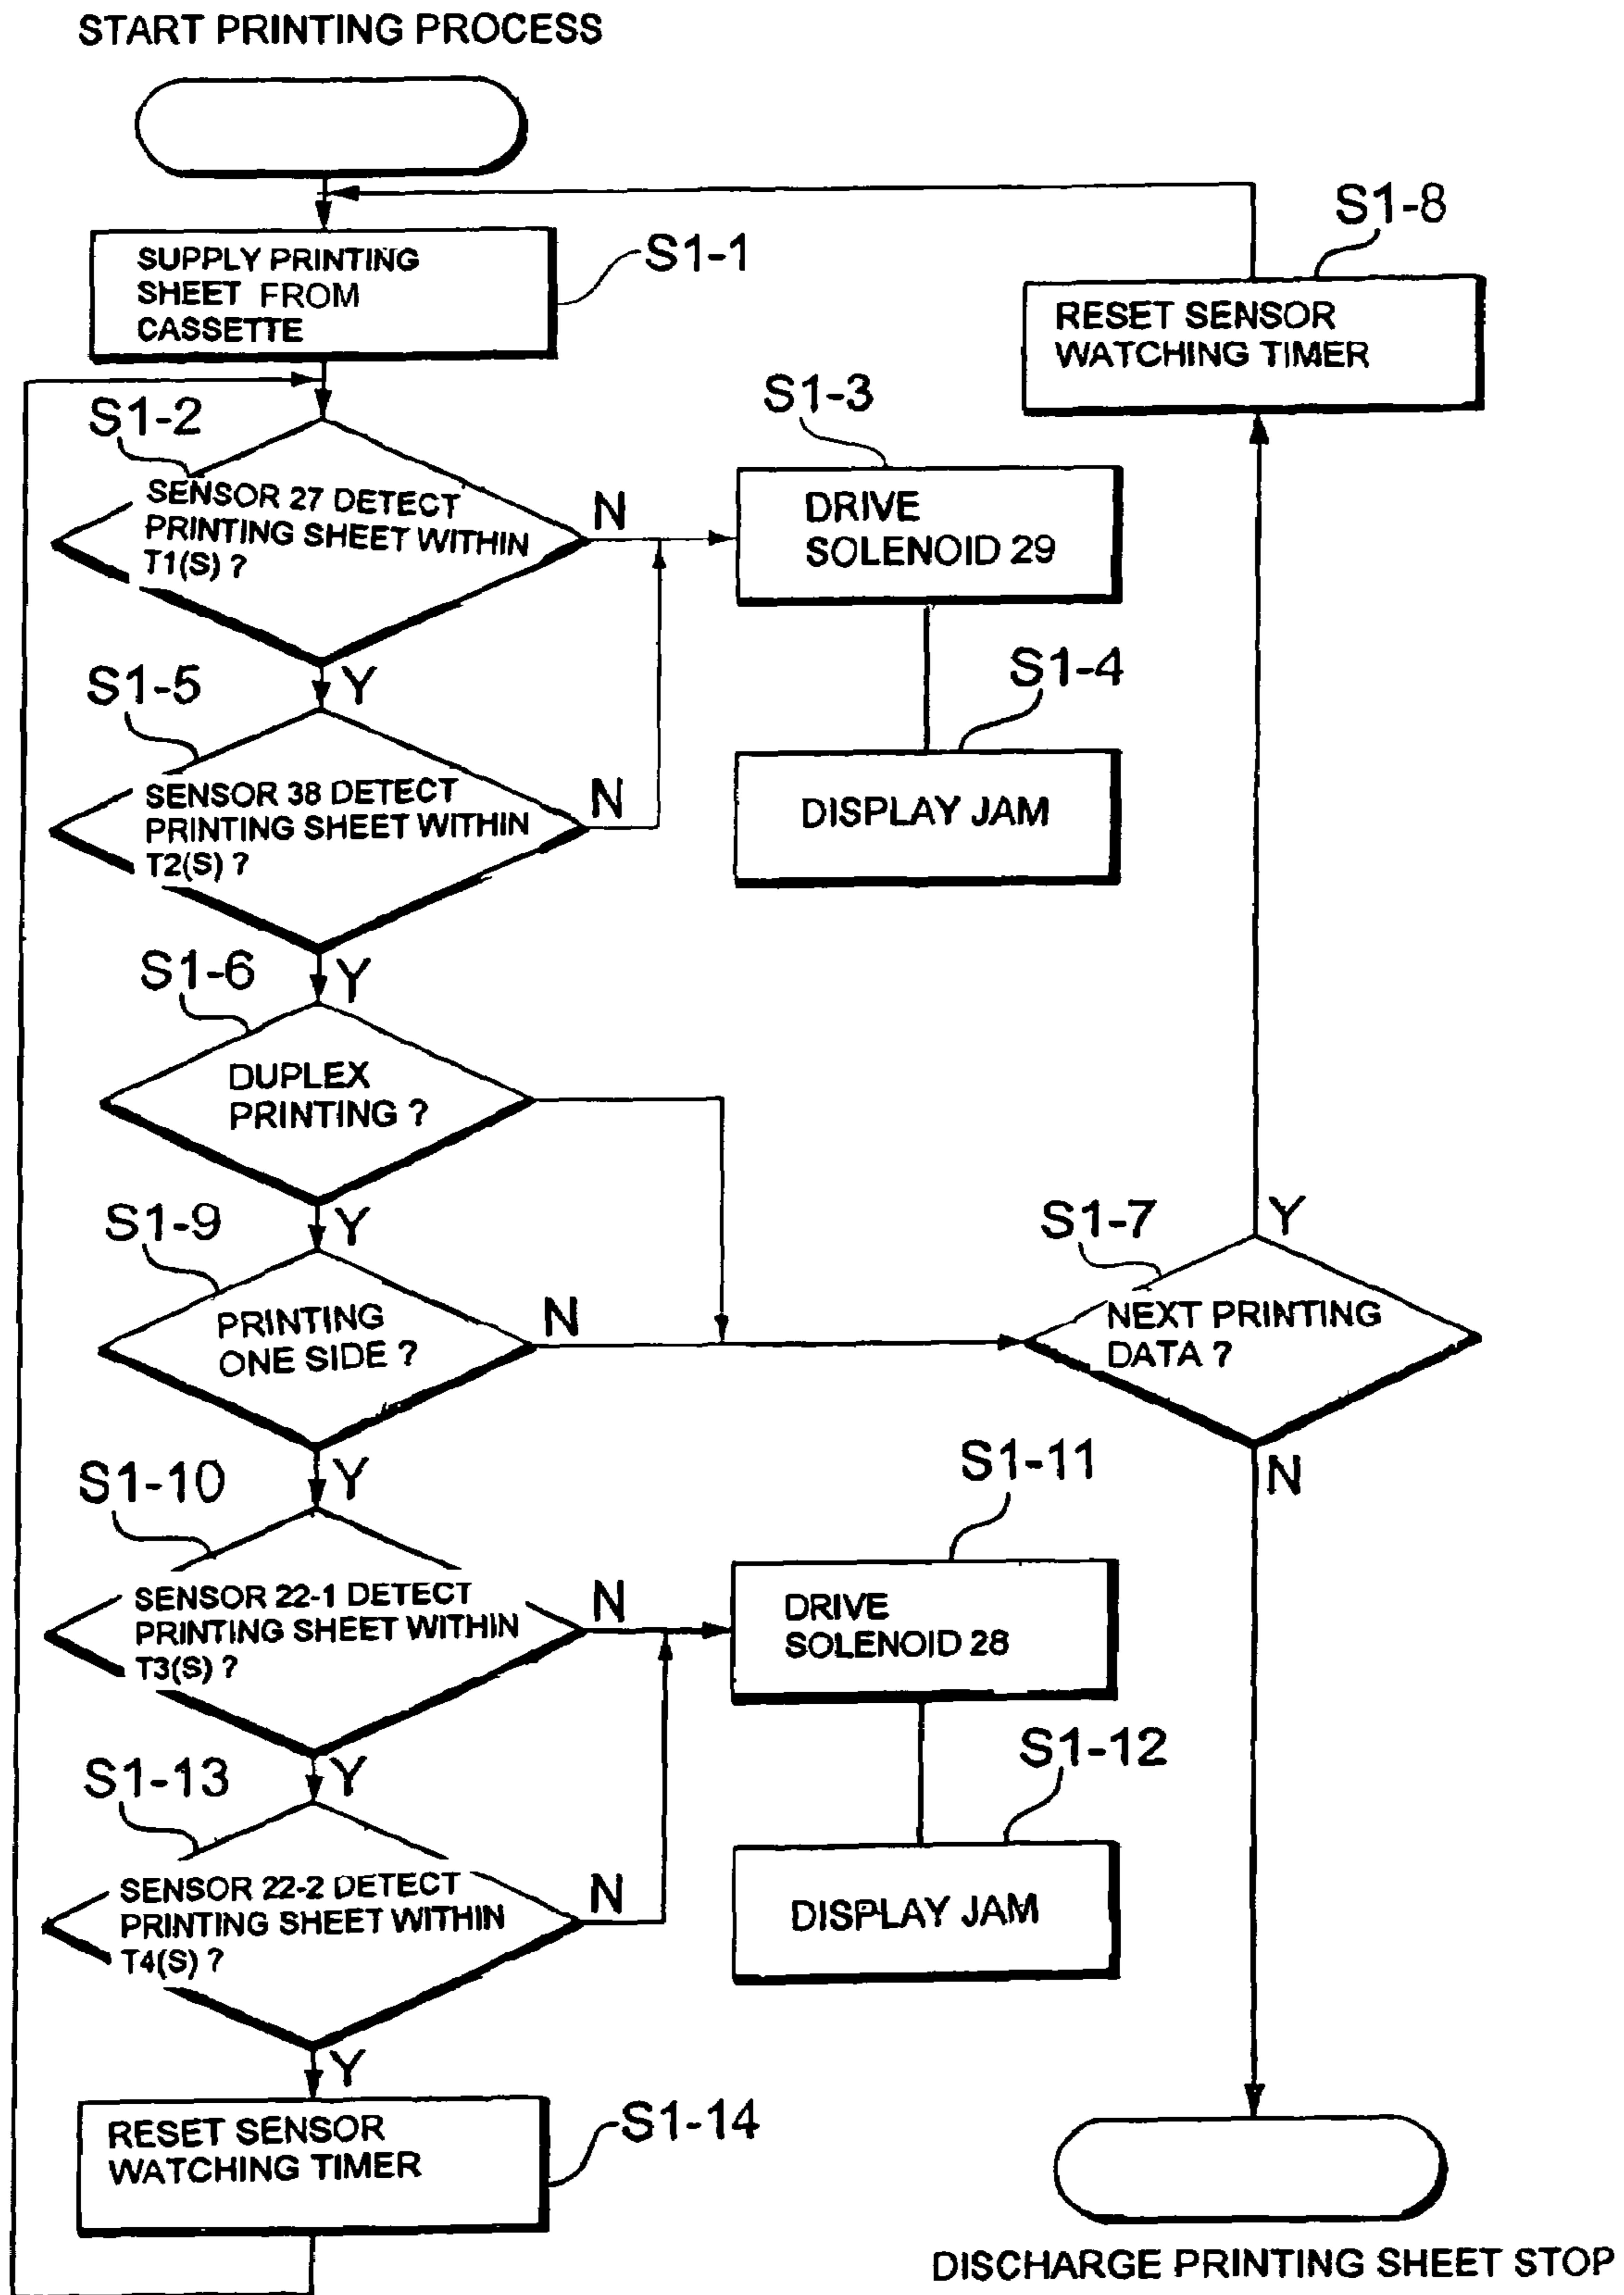 START PRINTING PROCESS
S1-8
SUPPLY PRINTING
SHEET FROM
CASSETTE
S1-1
RESET SENSOR
WATCHING TIMER
S1-2
S1-3
SENSOR 27 DETECT
PRINTING SHEET WITHIN
T1(S) ?
N
DRIVE
SOLENOID 29
Y
S1-5
S1-4
SENSOR 38 DETECT
PRINTING SHEET WITHIN
T2(S) ?
N
DISPLAY JAM
Y
S1-6
DUPLEX
PRINTING ?
Y
S1-9
S1-7
Y
PRINTING
ONE SIDE ?
N
NEXT PRINTING
DATA ?
Y
N
S1-10
S1-11
SENSOR 22-1 DETECT
PRINTING SHEET WITHIN
T3(S) ?
N
DRIVE
SOLENOID 28
Y
S1-13
S1-12
SENSOR 22-2 DETECT
PRINTING SHEET WITHIN
T4(S) ?
N
DISPLAY JAM
Y
RESET SENSOR
WATCHING TIMER
S1-14
DISCHARGE PRINTING SHEET STOP